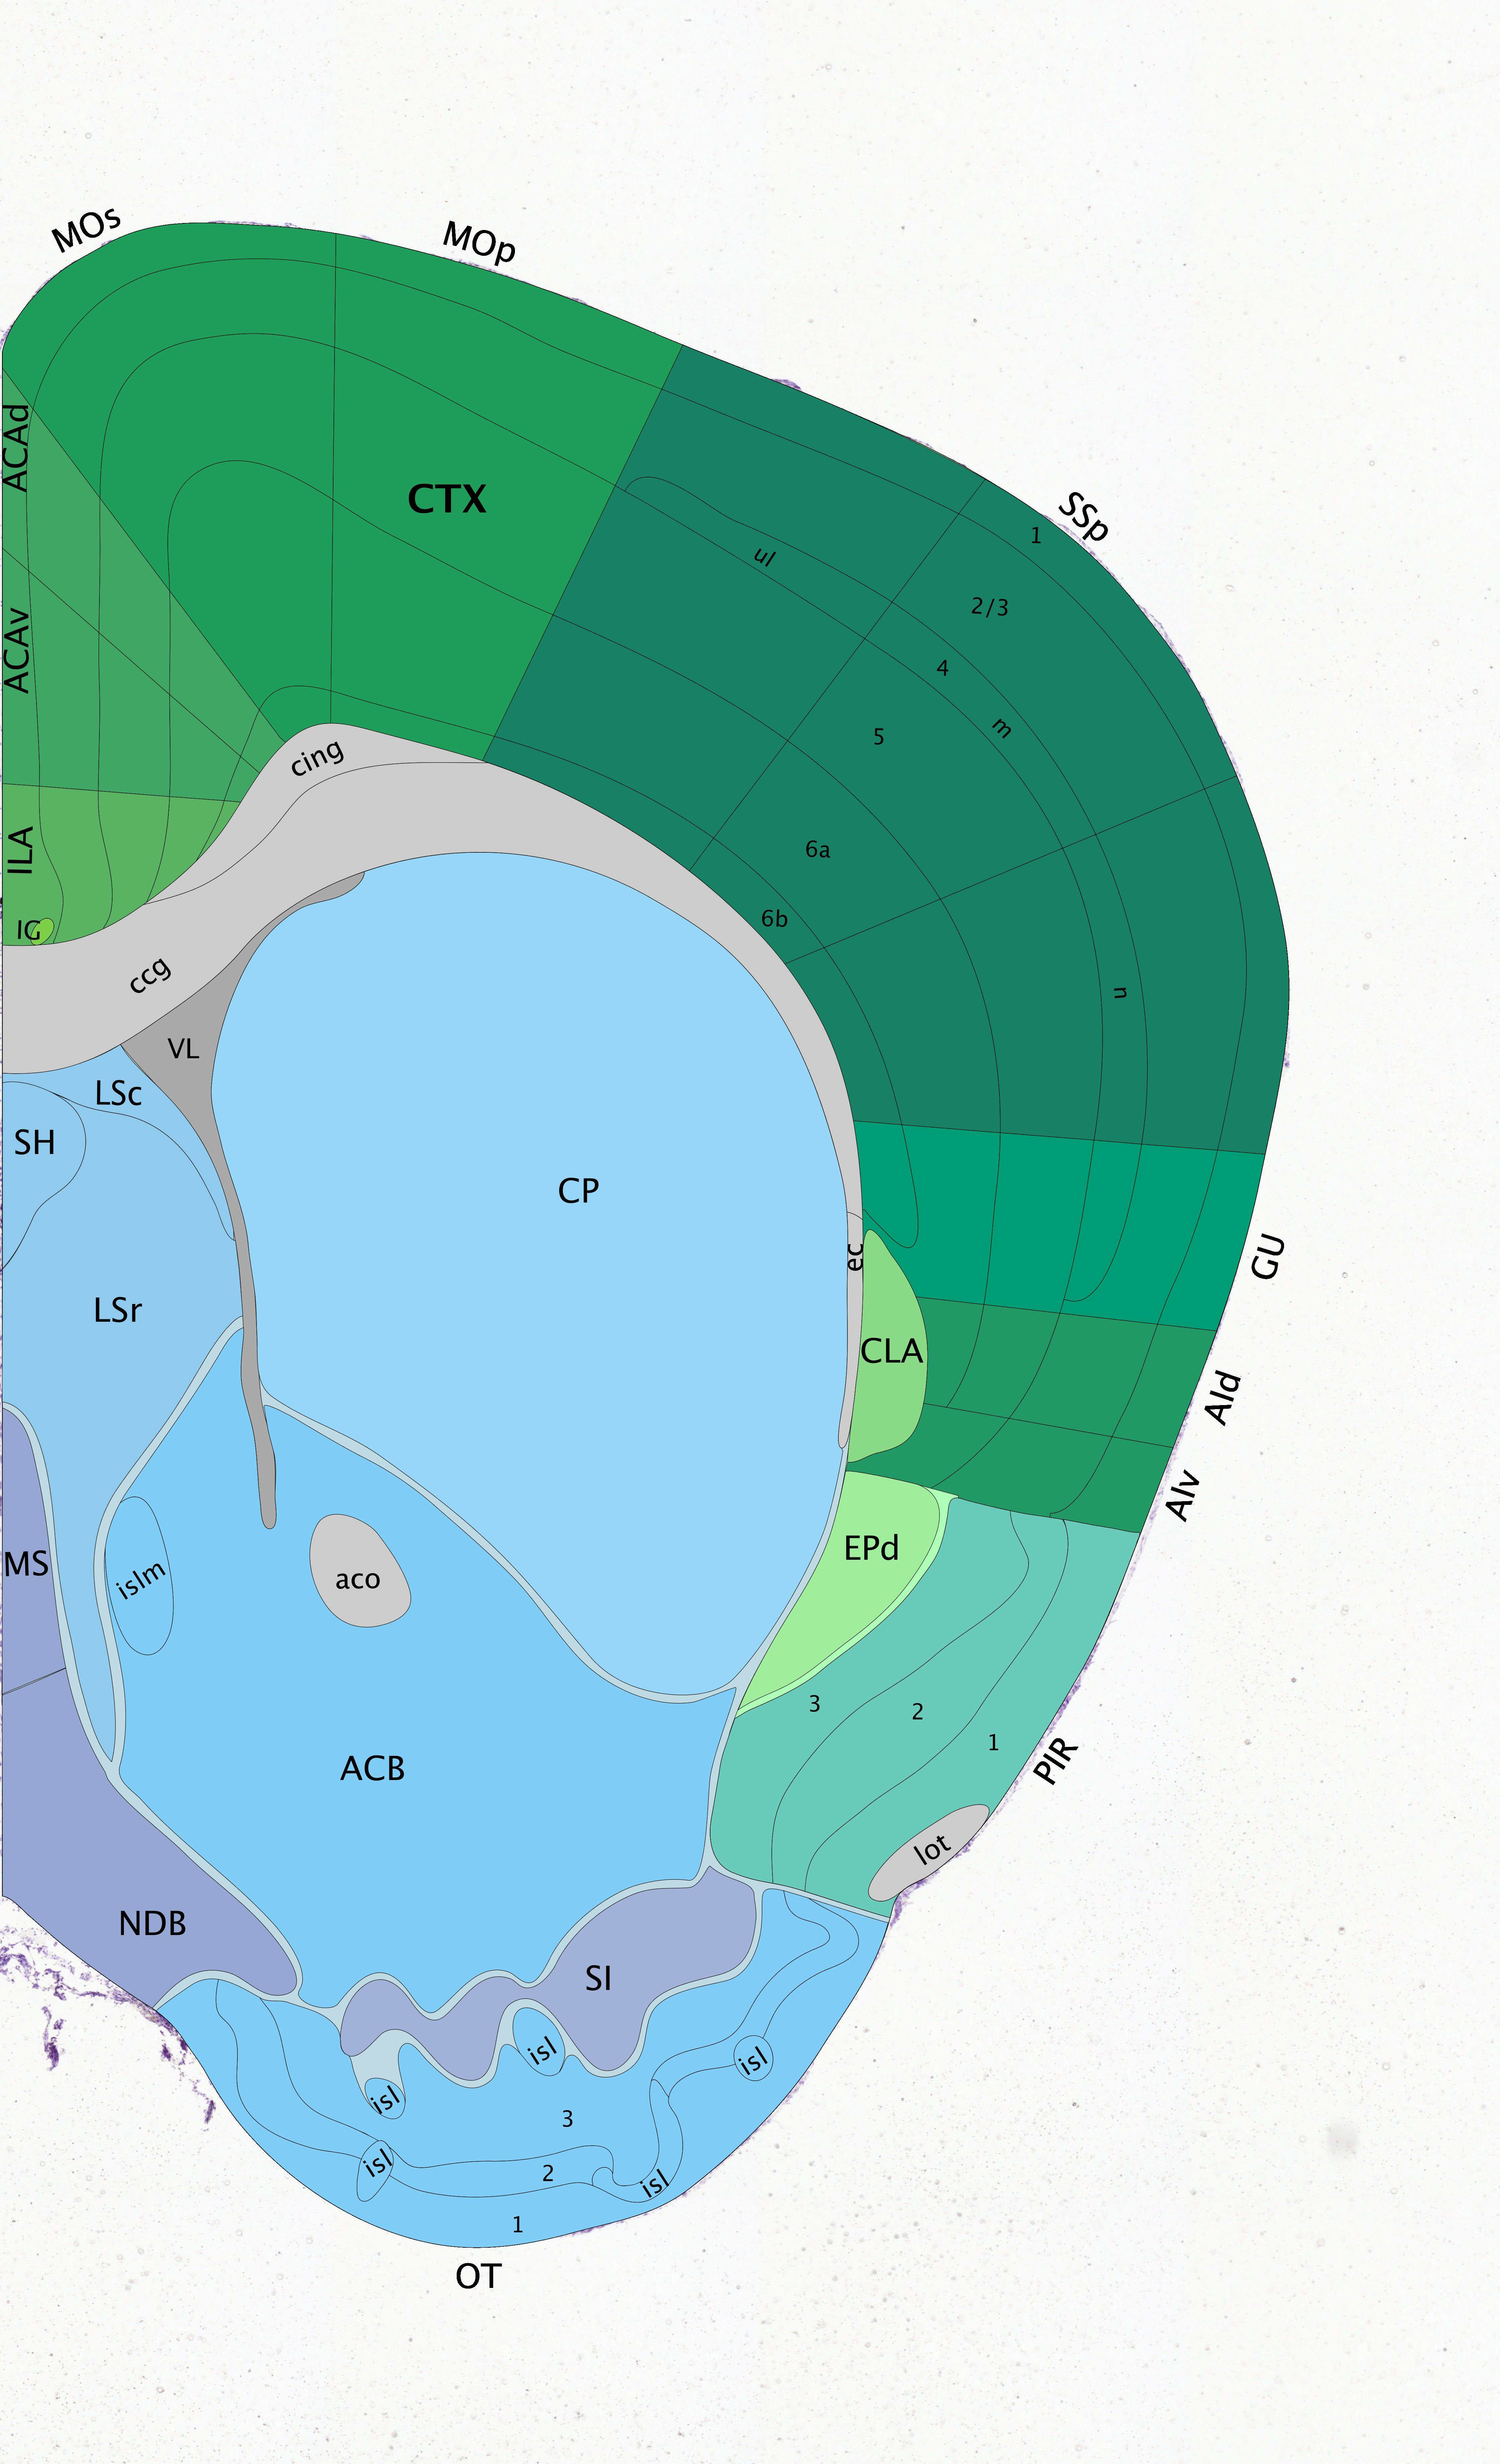 MOs
MOp
ACAd
CTX
SSp
1
ul
2/3
ACAv
4
m
5
cing
6a
ILA
6b
IG
ccg
n
VL
LSc
SH
CP
GU
ec
LSr
CLA
AId
AIv
EPd
MS
islm
aco
3
2
1
PIR
ACB
lot
NDB
SI
isl
isl
isl
3
isl
2
isl
1
OT